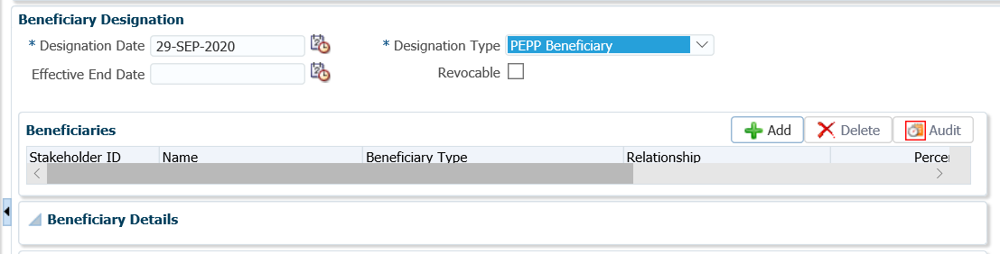 Beneficiary Designation
* Designation Date 29-SEP-2020 * Designation Type PEPP Beneficiary
Effective End Date Revocable
Beneficiaries Add Delete Audit
Stakeholder ID Name Beneficiary Type Relationship Percer
Beneficiary Details